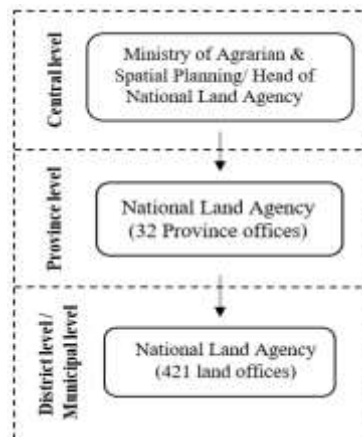 Central level
Ministry of Agrarian &
Spatial Planning/ Head of
National Land Agency
Province level
National Land Agency
(32 Province offices)
District level /
Municipal level
National Land Agency
(421 land offices)